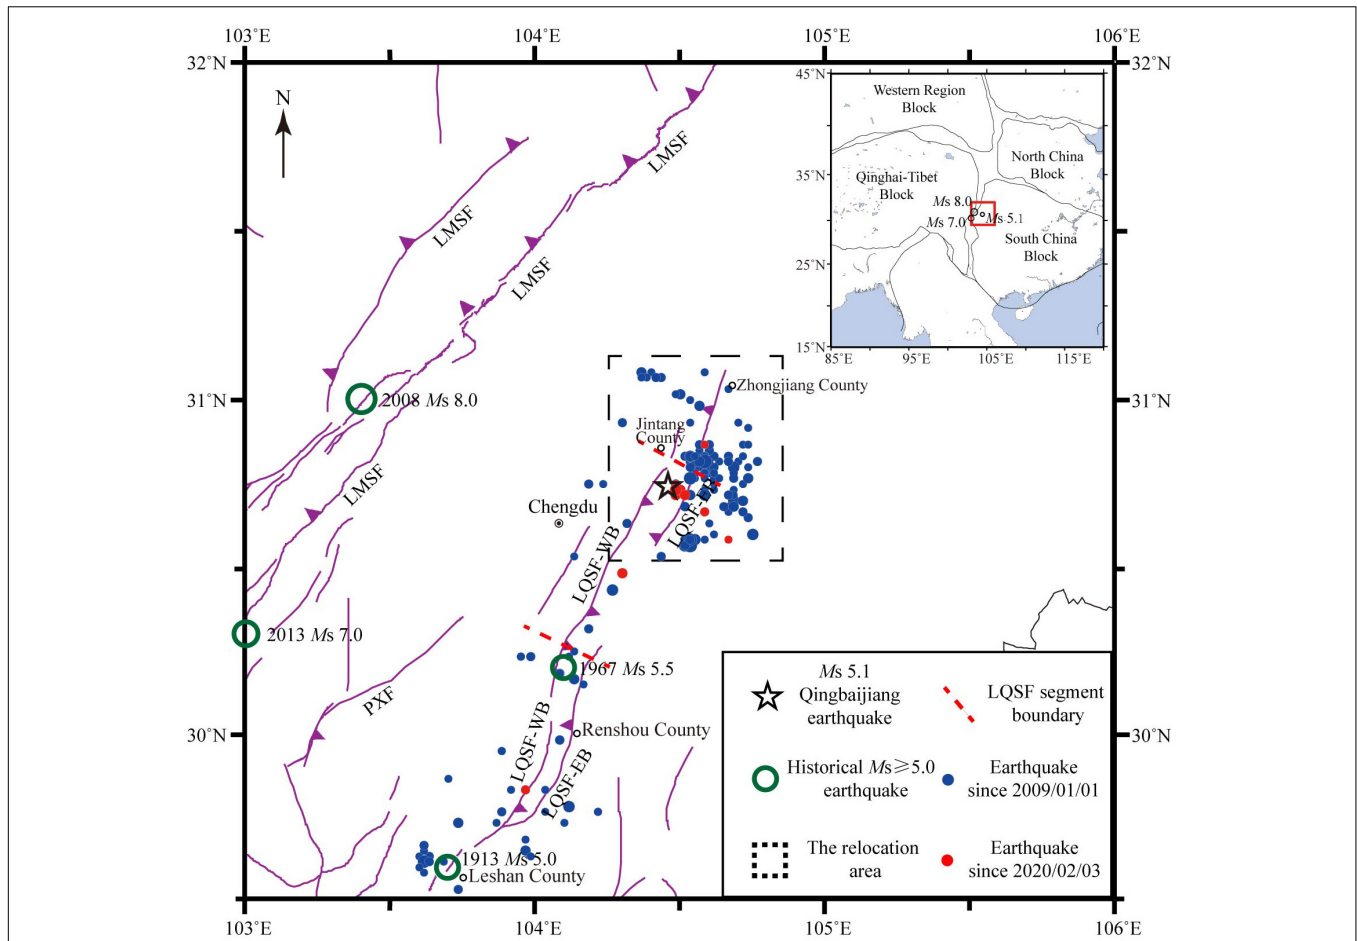 103°E
104°E
105°E
106°E
32°N
32°N
N
LMSF
LMSF
LMSF
LMSF
45°N
35°N
25°N
15°N
85°E
95°E
105°E
115°E
Western Region
Block
North China
Block
Qinghai-Tibet
Block
Ms 8.0
Ms 7.0
Ms 5.1
South China
Block
31°N
31°N
2008 Ms 8.0
Zhongjiang County
Jintang
County
Chengdu
LQSF-EB
LQSF-WB
2013 Ms 7.0
1967 Ms 5.5
PXF
30°N
30°N
Renshou County
LQSF-WB
LQSF-EB
1913 Ms 5.0
Leshan County
Ms 5.1
Qingbaijiang
earthquake
LQSF segment
boundary
Historical Ms≥5.0
earthquake
Earthquake
since 2009/01/01
The relocation
area
Earthquake
since 2020/02/03
103°E
104°E
105°E
106°E